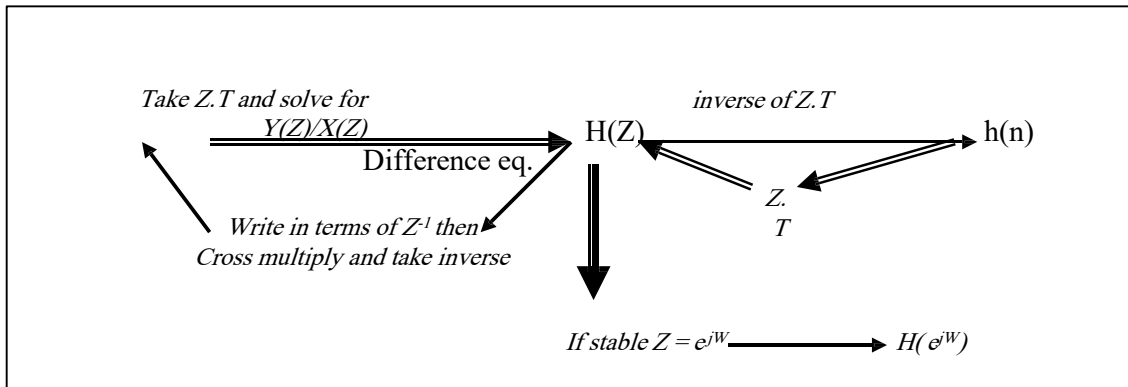 Take Z.T and solve for
Y(Z)/X(Z)
inverse of Z.T
H(Z)
h(n)
Difference eq.
Z.
T
Write in terms of Z⁻¹ then
Cross multiply and take inverse
If stable Z = eʲᵂ
H( eʲᵂ)